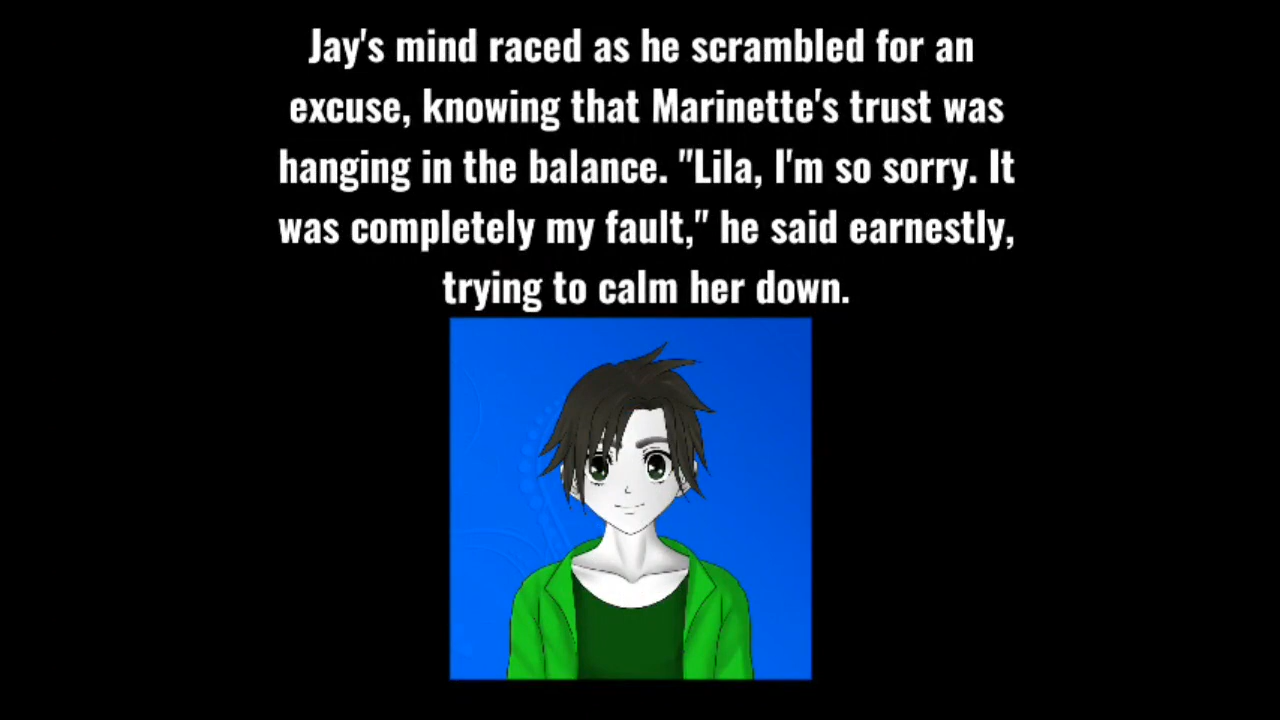 Jay's mind raced as he scrambled for an
excuse, knowing that Marinette's trust was
hanging in the balance. "Lila, I'm so sorry. It
was completely my fault," he said earnestly,
trying to calm her down.